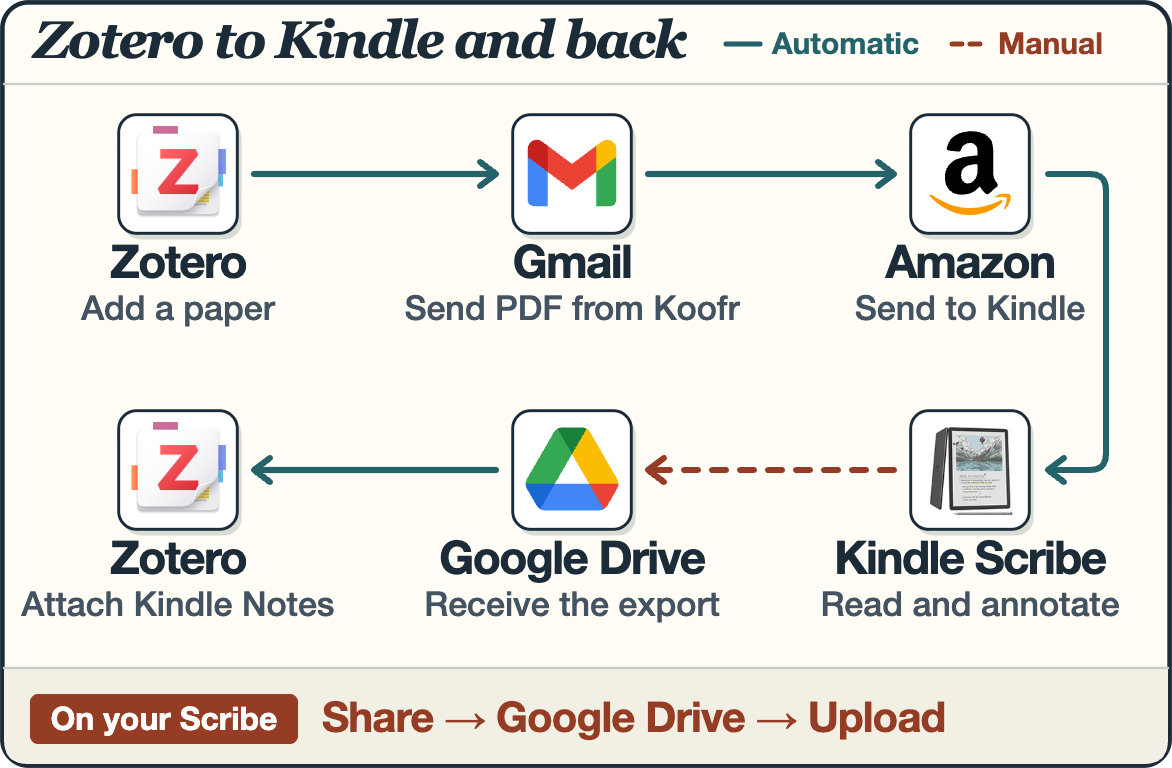 Zotero to Kindle and back
Automatic
Manual
Zotero
Add a paper
Gmail
Send PDF from Koofr
Amazon
Send to Kindle
Zotero
Attach Kindle Notes
Google Drive
Receive the export
Kindle Scribe
Read and annotate
On your Scribe
Share → Google Drive → Upload